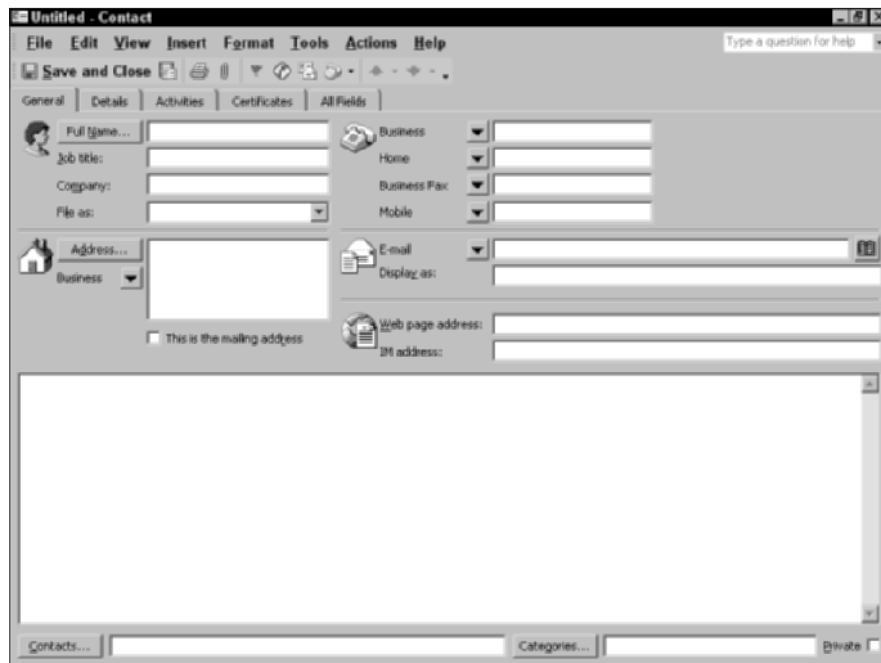 Untitled - Contact
File Edit View Insert Format Tools Actions Help
Type a question for help
Save and Close
General Details Activities Certificates All Fields
Full Name...
Business
Job title:
Home
Company:
Business Fax
File as:
Mobile
Address...
E-mail
Business
Display as:
This is the mailing address
Web page address:
IM address:
Contacts...
Categories...
Private